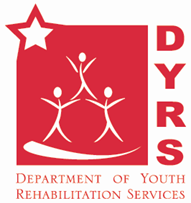 DYRS
DEPARTMENT OF YOUTH
REHABILITATION SERVICES